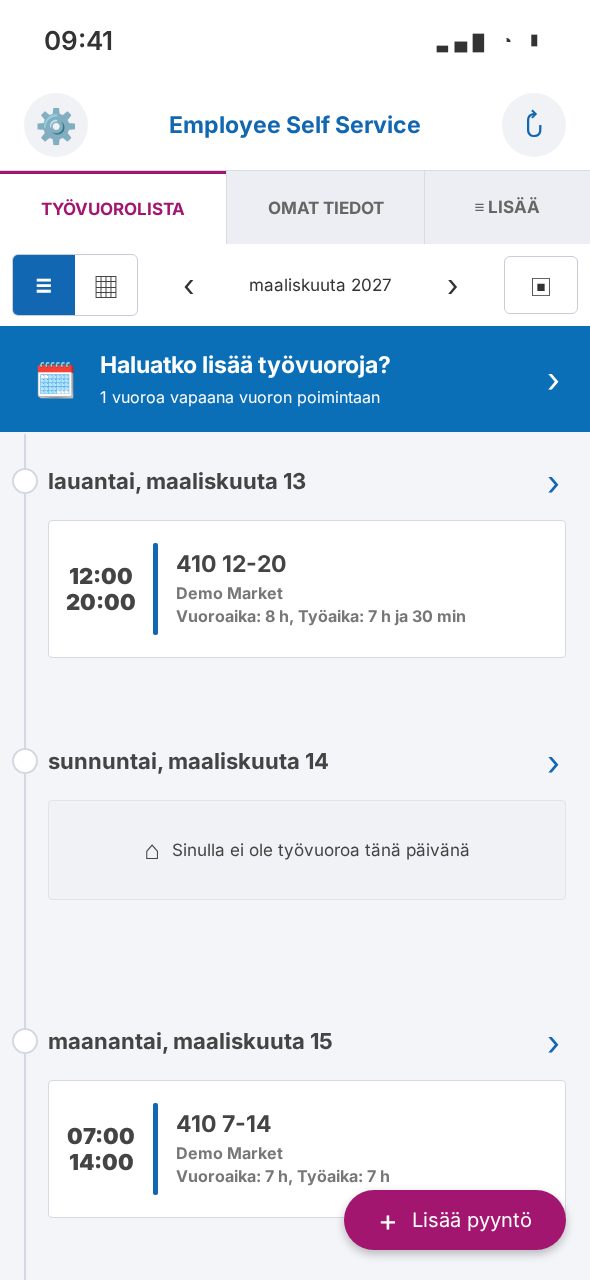 09:41
Employee Self Service
TYÖVUOROLISTA
OMAT TIEDOT
≡ LISÄÄ
maaliskuuta 2027
Haluatko lisää työvuoroja?
1 vuoroa vapaana vuoron poimintaan
lauantai, maaliskuuta 13
12:00
20:00
410 12-20
Demo Market
Vuoroaika: 8 h, Työaika: 7 h ja 30 min
sunnuntai, maaliskuuta 14
Sinulla ei ole työvuoroa tänä päivänä
maanantai, maaliskuuta 15
07:00
14:00
410 7-14
Demo Market
Vuoroaika: 7 h, Työaika: 7 h
+ Lisää pyyntö